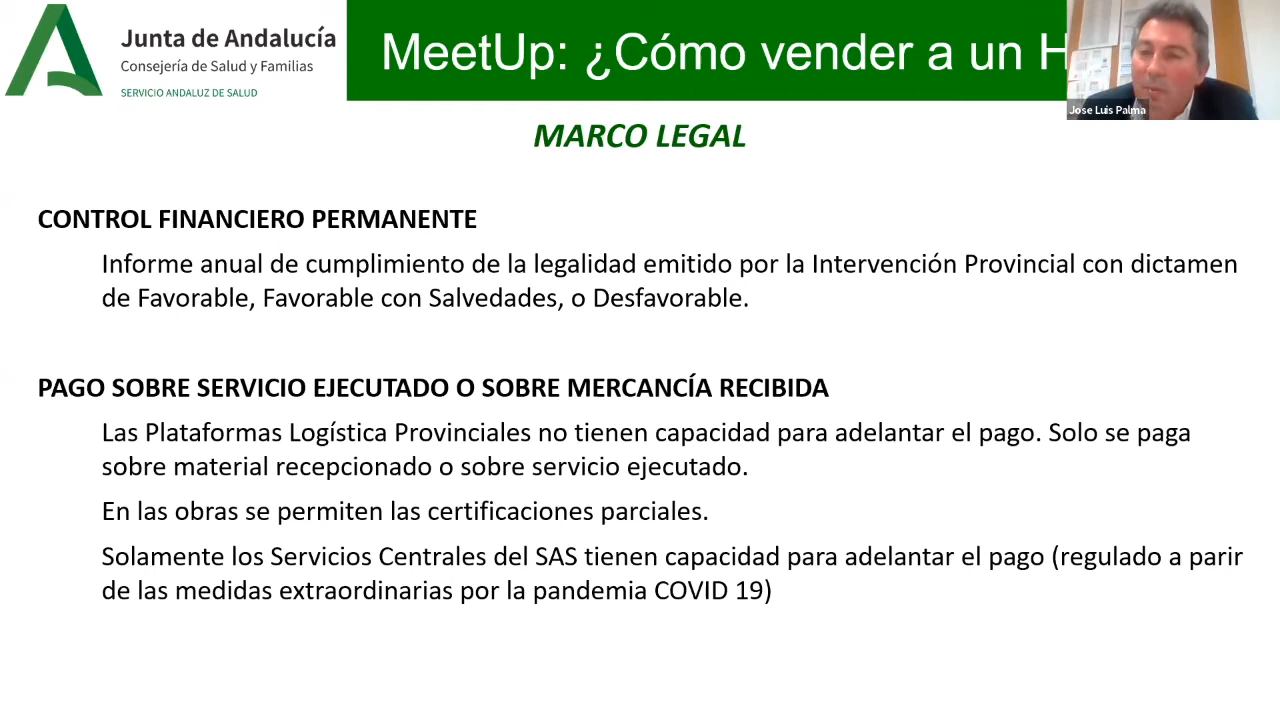 Junta de Andalucía
Consejería de Salud y Familias
SERVICIO ANDALUZ DE SALUD
MeetUp: ¿Cómo vender a un H
Jose Luis Palma
MARCO LEGAL
CONTROL FINANCIERO PERMANENTE
Informe anual de cumplimiento de la legalidad emitido por la Intervención Provincial con dictamen
de Favorable, Favorable con Salvedades, o Desfavorable.
PAGO SOBRE SERVICIO EJECUTADO O SOBRE MERCANCÍA RECIBIDA
Las Plataformas Logística Provinciales no tienen capacidad para adelantar el pago. Solo se paga
sobre material recepcionado o sobre servicio ejecutado.
En las obras se permiten las certificaciones parciales.
Solamente los Servicios Centrales del SAS tienen capacidad para adelantar el pago (regulado a parir
de las medidas extraordinarias por la pandemia COVID 19)